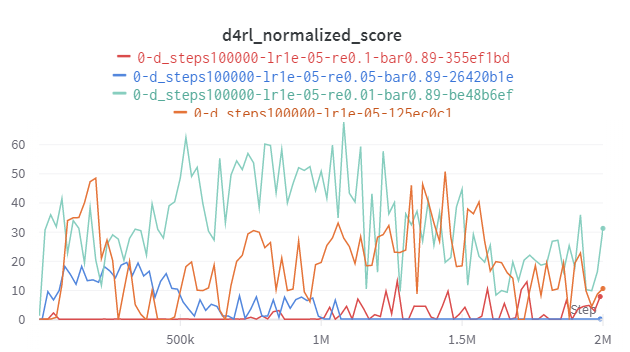 d4rl_normalized_score
0-d_steps100000-lr1e-05-re0.1-bar0.89-355ef1bd
0-d_steps100000-lr1e-05-re0.05-bar0.89-26420b1e
0-d_steps100000-lr1e-05-re0.01-bar0.89-be48b6ef
0-d_steps100000-lr1e-05-125ec0c1
60
50
40
30
20
10
0
Step
500k 1M 1.5M 2M